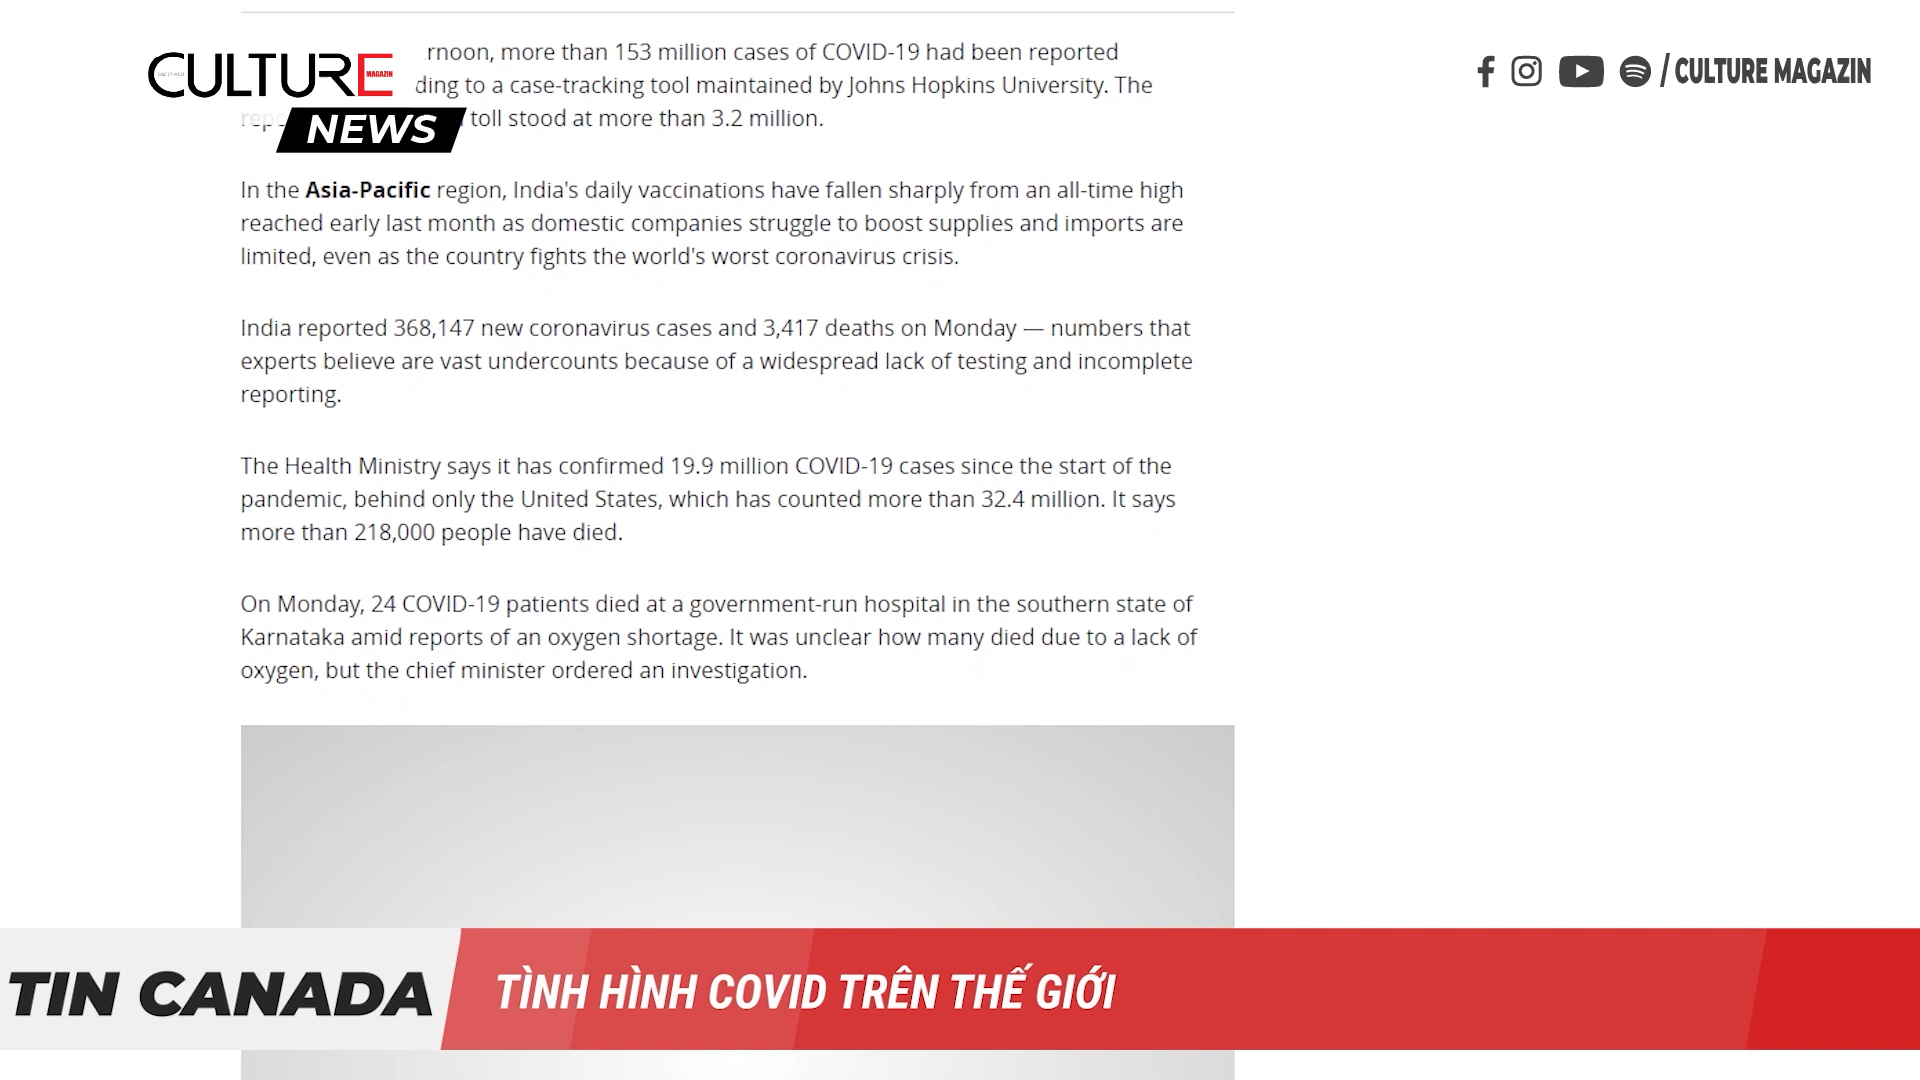 rnoon, more than 153 million cases of COVID-19 had been reported
CULTURE MAGAZIN
/ CULTURE MAGAZIN
ding to a case-tracking tool maintained by Johns Hopkins University. The
NEWS toll stood at more than 3.2 million.
In the Asia-Pacific region, India's daily vaccinations have fallen sharply from an all-time high
reached early last month as domestic companies struggle to boost supplies and imports are
limited, even as the country fights the world's worst coronavirus crisis.
India reported 368,147 new coronavirus cases and 3,417 deaths on Monday — numbers that
experts believe are vast undercounts because of a widespread lack of testing and incomplete
reporting.
The Health Ministry says it has confirmed 19.9 million COVID-19 cases since the start of the
pandemic, behind only the United States, which has counted more than 32.4 million. It says
more than 218,000 people have died.
On Monday, 24 COVID-19 patients died at a government-run hospital in the southern state of
Karnataka amid reports of an oxygen shortage. It was unclear how many died due to a lack of
oxygen, but the chief minister ordered an investigation.
TIN CANADA
TÌNH HÌNH COVID TRÊN THẾ GIỚI